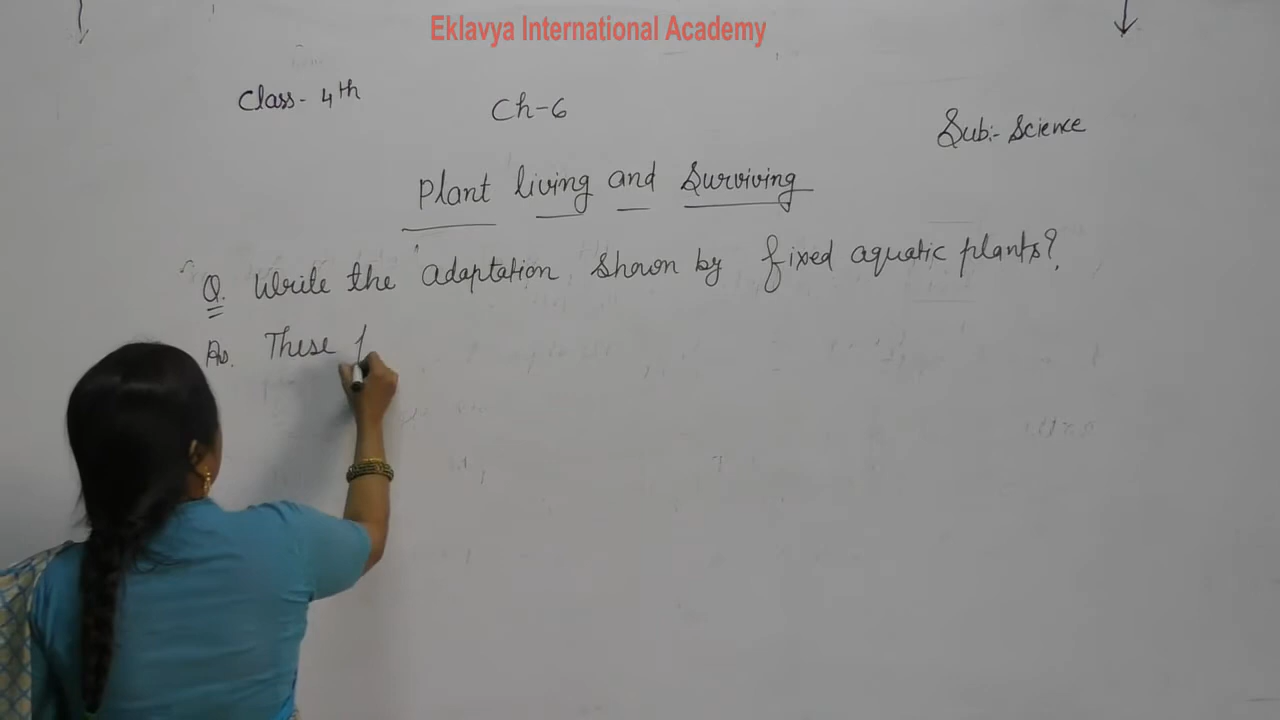 Eklavya International Academy
Class- 4th
Ch-6
Sub:- Science
Plant living and Surviving
Q. Write the adaptation shown by fixed aquatic plants?
As. These